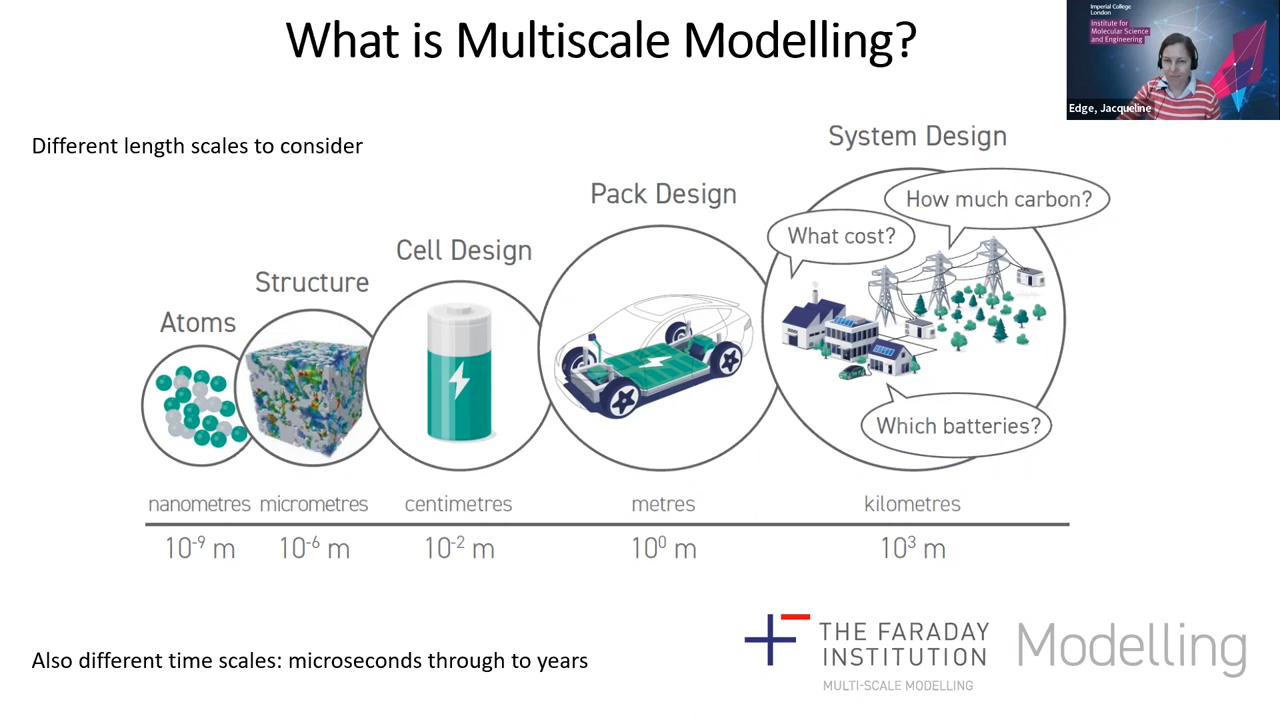 What is Multiscale Modelling?
Imperial College
London
Institute for
Molecular Science
and Engineering
Edge, Jacqueline
Different length scales to consider
System Design
How much carbon?
What cost?
Which batteries?
Pack Design
Cell Design
Structure
Atoms
nanometres micrometres centimetres metres kilometres
10⁻⁹ m 10⁻⁶ m 10⁻² m 10⁰ m 10³ m
Also different time scales: microseconds through to years
THE FARADAY
INSTITUTION
MULTI-SCALE MODELLING
Modelling